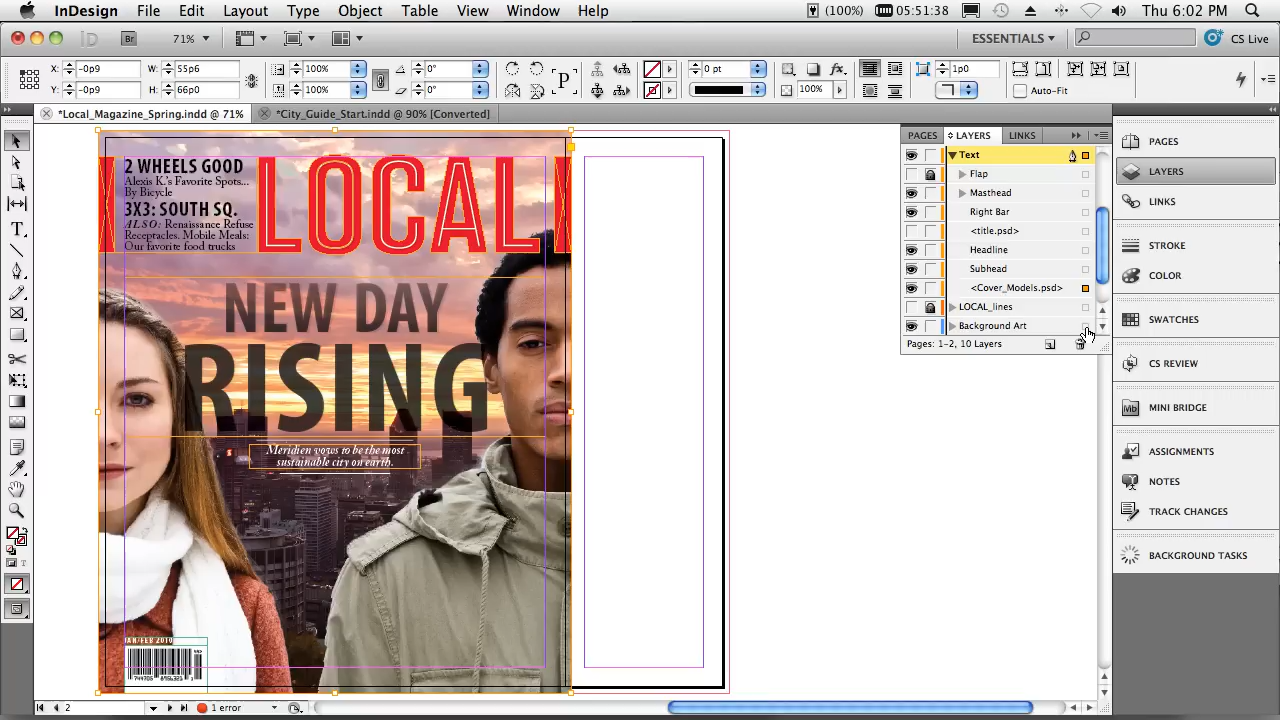 InDesign File Edit Layout Type Object Table View Window Help (100%) 05:51:38 Thu 6:02 PM
Br 71% ESSENTIALS CS Live
X: -0p9 W: 55p6 100% 0° P 0 pt fx 1p0
Y: -0p9 H: 66p0 100% 0° 100% Auto-Fit
*Local_Magazine_Spring.indd @ 71% *City_Guide_Start.indd @ 90% [Converted]
PAGES LAYERS LINKS
Text
Flap
Masthead
Right Bar
<title.psd>
Headline
Subhead
<Cover_Models.psd>
LOCAL_lines
Background Art
Pages: 1-2, 10 Layers
PAGES
LAYERS
LINKS
STROKE
COLOR
SWATCHES
CS REVIEW
Mb MINI BRIDGE
ASSIGNMENTS
NOTES
TRACK CHANGES
BACKGROUND TASKS
LOCAL
2 WHEELS GOOD
Alexis K.'s Favorite Spots...
By Bicycle
3X3: SOUTH SQ.
ALSO: Renaissance Refuse
Receptacles. Mobile Meals:
Our favorite food trucks
NEW DAY
RISING
Meridien vows to be the most
sustainable city on earth.
JAN/FEB 2010
2 1 error